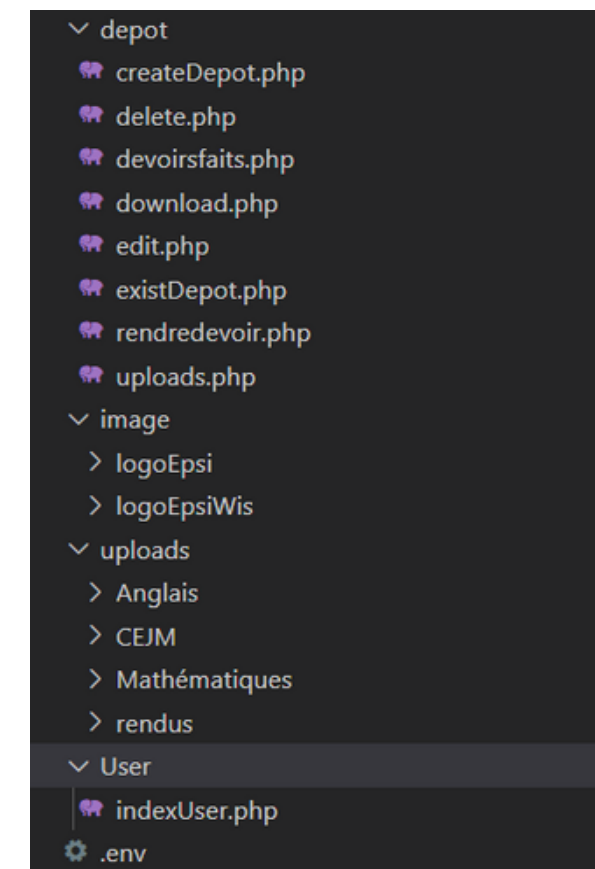 depot
createDepot.php
delete.php
devoirsfaits.php
download.php
edit.php
existDepot.php
rendredevoir.php
uploads.php
image
logoEpsi
logoEpsiWis
uploads
Anglais
CEJM
Mathématiques
rendus
User
indexUser.php
.env